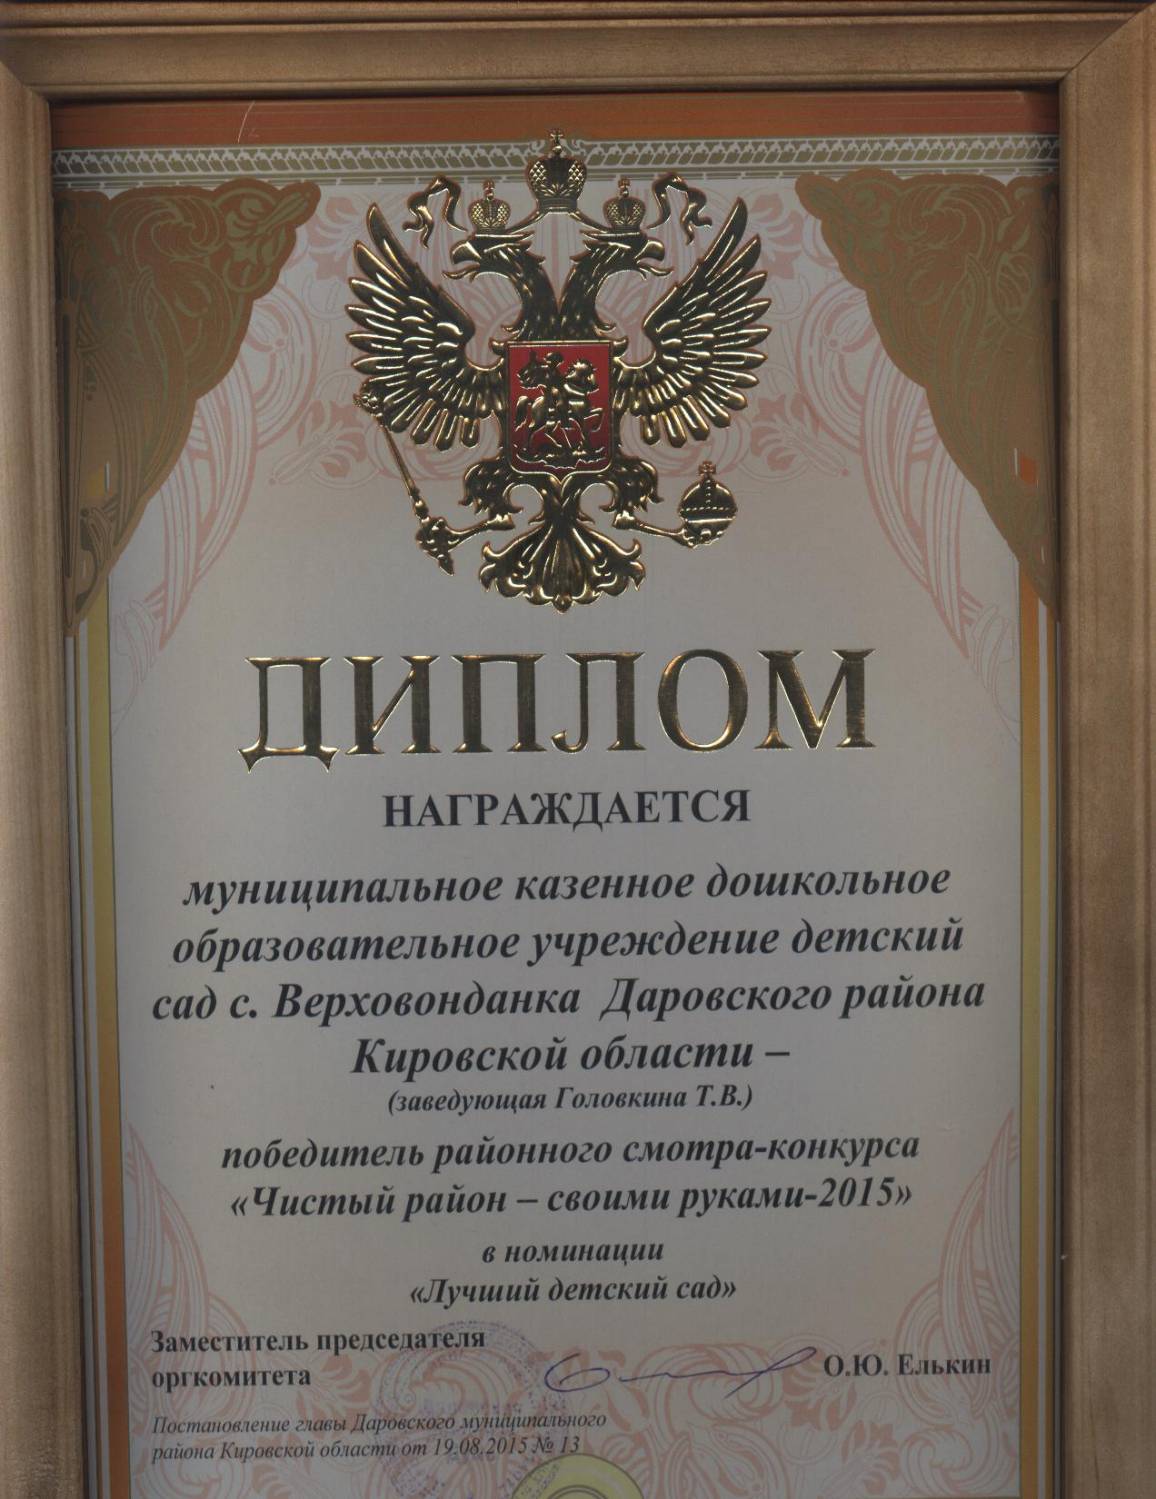 ДИПЛОМ
НАГРАЖДАЕТСЯ
муниципальное казенное дошкольное
образовательное учреждение детский
сад с. Верховонданка Даровского района
Кировской области –
(заведующая Головкина Т.В.)
победитель районного смотра-конкурса
«Чистый район – своими руками-2015»
в номинации
«Лучший детский сад»
Заместитель председателя
оргкомитета
О.Ю. Елькин
Постановление главы Даровского муниципального
района Кировской области от 19.08.2015 № 13